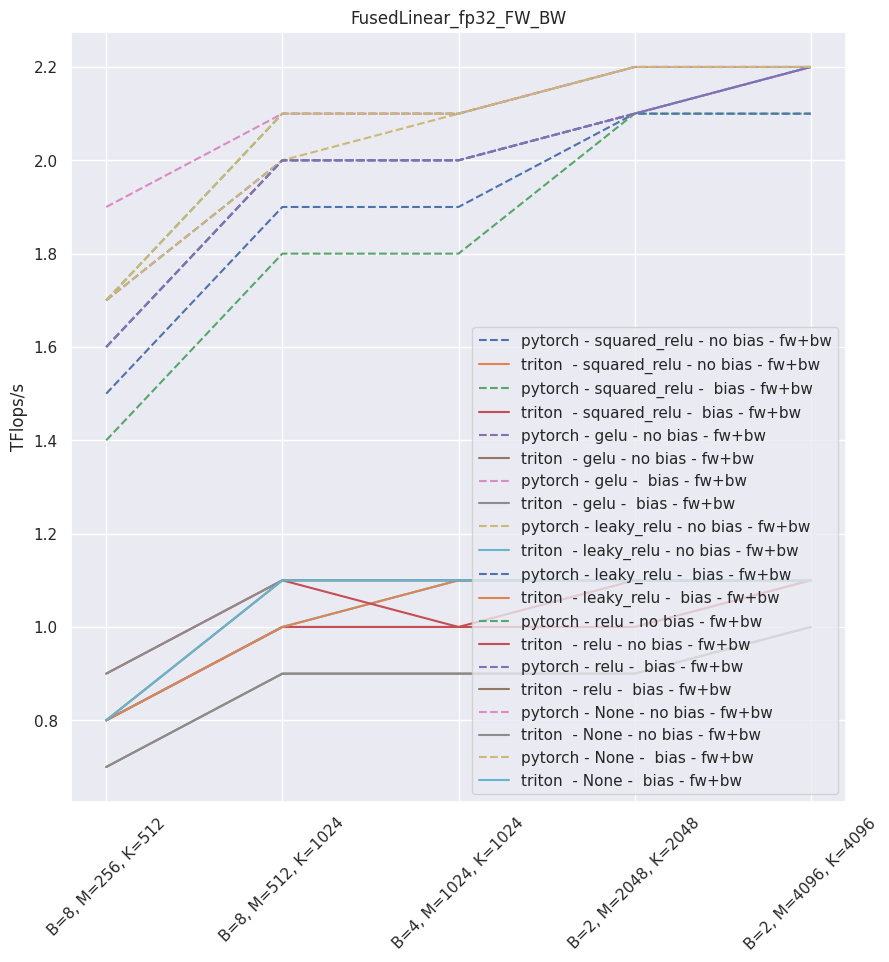 FusedLinear_fp32_FW_BW
TFlops/s
2.2
2.0
1.8
1.6
1.4
1.2
1.0
0.8
pytorch - squared_relu - no bias - fw+bw
triton  - squared_relu - no bias - fw+bw
pytorch - squared_relu -  bias - fw+bw
triton  - squared_relu -  bias - fw+bw
pytorch - gelu - no bias - fw+bw
triton  - gelu - no bias - fw+bw
pytorch - gelu -  bias - fw+bw
triton  - gelu -  bias - fw+bw
pytorch - leaky_relu - no bias - fw+bw
triton  - leaky_relu - no bias - fw+bw
pytorch - leaky_relu -  bias - fw+bw
triton  - leaky_relu -  bias - fw+bw
pytorch - relu - no bias - fw+bw
triton  - relu - no bias - fw+bw
pytorch - relu -  bias - fw+bw
triton  - relu -  bias - fw+bw
pytorch - None - no bias - fw+bw
triton  - None - no bias - fw+bw
pytorch - None -  bias - fw+bw
triton  - None -  bias - fw+bw
B=8, M=256, K=512
B=8, M=512, K=1024
B=4, M=1024, K=1024
B=2, M=2048, K=2048
B=2, M=4096, K=4096